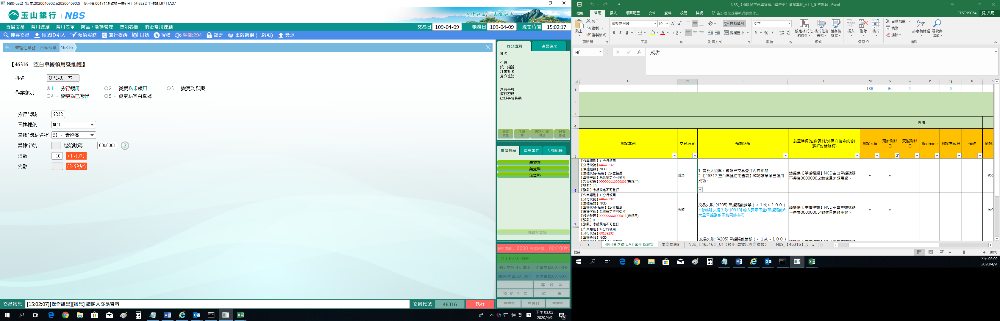 NBS-uat2 (版本:2020040902.b2020040902) 使用者:00171(測試櫃一辛) 分行別:9232 工作站:L9711A07
玉山銀行 | NBS
心清如玉, 義重如山
自選交易 常用連結 常用表單 商品 / 活動管理 智能客服 消金常用連結
交易日 109-04-09 帳務日 109-04-09 現在時間 15:02:17
搜尋交易 帳號ID引入 預約服務 蒞行提醒 日誌 授權 廣播:294 鎖定 重啟週邊 (已啟動) 簽退
管理性業務 日常作業 46316
【46316 空白單據領用暨維護】
姓名 測試櫃一辛
作業類別
1 - 分行領用 2 - 變更為未領用 3 - 變更為作廢
4 - 變更為已發出 5 - 變更為空白單據
分行代號 9232
單據種類 NCD
單據代號-名稱 51 - 壹拾萬
票據字軌 起始號碼 0000001 ?
張數 10 (1~100)
紮數 (2~99紮)
身分識別 產品往來
姓名
生日
統一編號
理專姓名
身分註記
注意事項
簡訊密碼
近期事故異動
顧客資訊 手續費 通路/共同行銷 顧客影像
推薦商品 重要事件 互動記錄
無資料
無資料
無資料
一般轉介登錄
服務號碼: 0000 等候時間: 00分00秒
V I P:0人 00分
個人交易:0人 00分 企業交易:0人 00分
開戶/申請:0人 00分 外匯業務:0人 00分
再 呼 叫
預 約 叫 號 結 束
無資料 無資料 無資料
交易訊息 [15:02:07][操作訊息][訊息] 請輸入交易資料
交易代號 46316 執行
英
下午 03:02
2020/4/9
6
NBS_【46316空白單據領用暨變更】測試案例_V1.1_測資盤點 - Excel
檔案 常用 插入 版面配置 公式 資料 校閱 檢視 告訴我您想要執行的動作... TEST19054 共用
貼上 剪下 複製 複製格式 剪貼簿
微軟正黑體 10 B I U 字型
自動換列 跨欄置中 對齊方式
文字 $ % 數值
設定格式化的條件 格式化為表格 儲存格樣式 樣式
插入 刪除 格式 儲存格
自動加總 填滿 清除 排序與篩選 尋找與選取 編輯
H6 fx 成功
G H I L M N O P Q R S
1 186 94 0 0
2
3
4 專項
5 測試案例 交易結果 預期結果 前置準備(包含資料/外圍介接系統等)(與IT討論確認) 測試人員 預計測試日 實際測試日 Redmine 測試完成日 備註 測試
6
【作業類別】1-分行領用
【分行代號】00159232
【單據種類】NCD
【單據代號-名稱】51-壹拾萬
【票據字軌】系統鎖定不可登打
【起始號碼】XXXXXXX0000001(未領用)
【張數】10
【紮數】系統鎖定不可登打
成功
1. 請放入短單，確認與交易登打內容相符
2.【46317 空白單據使用查詢】確認該單據已領用成功。
請提供【單據種類】NCD空白單據號碼不得為0000000之數值且未領用過。
v v
7
【作業類別】1-分行領用
【分行代號】00159232
【單據種類】NCD
【單據代號-名稱】51-壹拾萬
【票據字軌】系統鎖定不可登打
【起始號碼】XXXXXXX0000011(未領用)
【張數】0
【紮數】系統鎖定不可登打
失敗
交易失敗: [4205] 單據張數錯誤（＜１或＞１００）
**[錯誤] 交易失敗: [0910] 輸入要項不全(單據張數和大量單據紮數不能同時為0)
請提供【單據種類】NCD空白單據號碼不得為0000000之數值且未領用過。
v v
【作業類別】1-分行領用
【分行代號】00159232
【單據種類】NCD
交易失敗: [4205] 單據張數錯誤（＜１或＞１００）
使用者測試(UAT)案例＆報告 本交易統計 NBS_【46316】_01【領用-票據以外之種類】 NBS_【46316】_( ...
就緒 80%
下午 03:02
2020/4/9